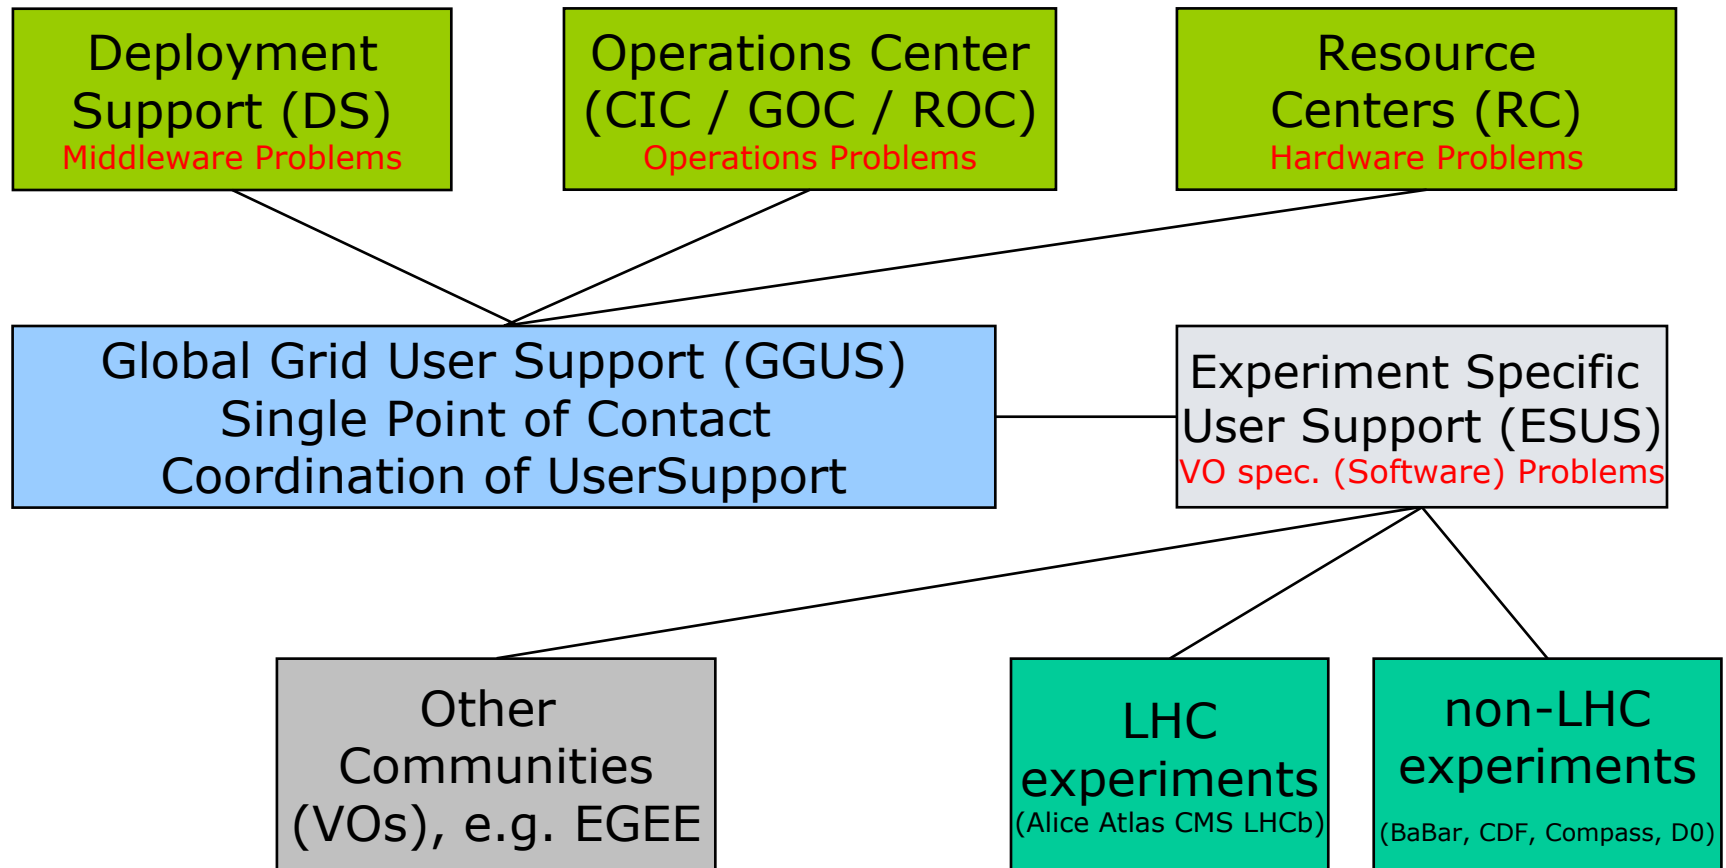 Deployment
Support (DS)
Middleware Problems
Operations Center
(CIC / GOC / ROC)
Operations Problems
Resource
Centers (RC)
Hardware Problems
Global Grid User Support (GGUS)
Single Point of Contact
Coordination of UserSupport
Experiment Specific
User Support (ESUS)
VO spec. (Software) Problems
Other
Communities
(VOs), e.g. EGEE
LHC
experiments
(Alice Atlas CMS LHCb)
non-LHC
experiments
(BaBar, CDF, Compass, D0)